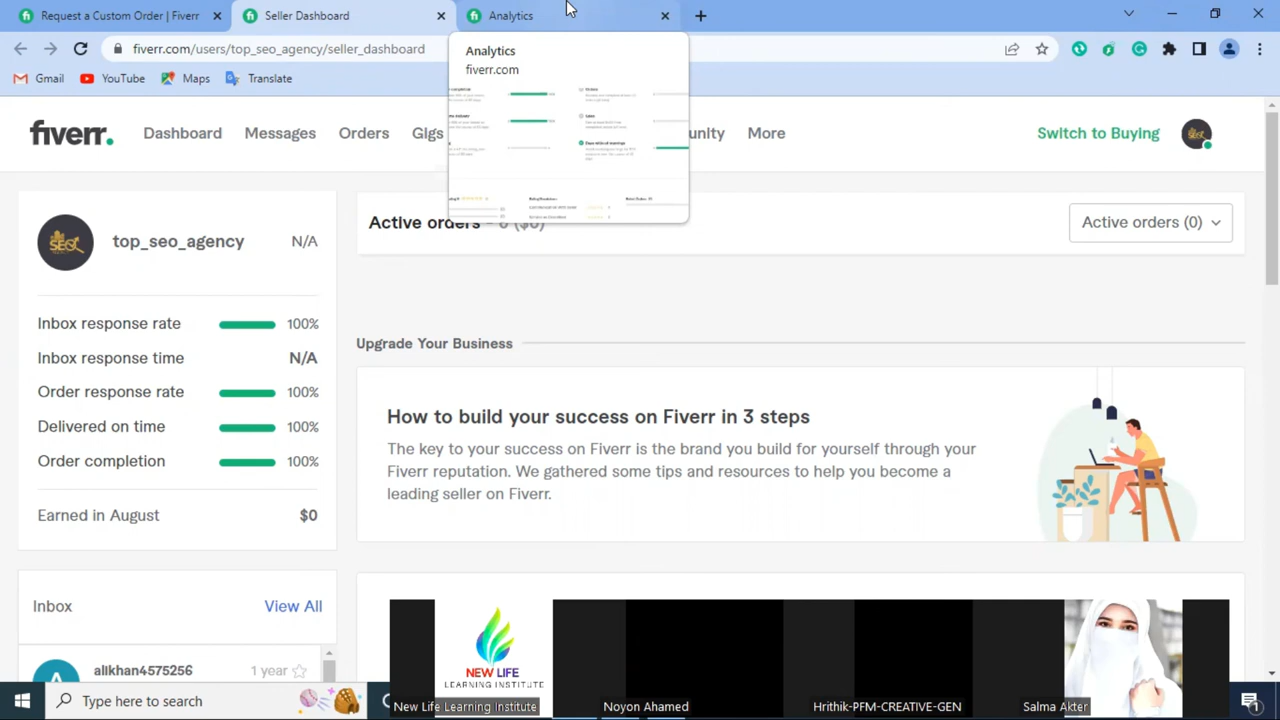 Request a Custom Order | Fiverr
Seller Dashboard
Analytics
fiverr.com/users/top_seo_agency/seller_dashboard
Gmail
YouTube
Maps
Translate
Analytics
fiverr.com
fiverr.
Dashboard
Messages
Orders
Gigs
More
Switch to Buying
top_seo_agency
N/A
Inbox response rate
100%
Inbox response time
N/A
Order response rate
100%
Delivered on time
100%
Order completion
100%
Earned in August
$0
Active orders - 0 ($0)
Active orders (0)
Upgrade Your Business
How to build your success on Fiverr in 3 steps
The key to your success on Fiverr is the brand you build for yourself through your
Fiverr reputation. We gathered some tips and resources to help you become a
leading seller on Fiverr.
Inbox
View All
alikhan4575256
1 year
NEW LIFE
LEARNING INSTITUTE
New Life Learning Institute
Noyon Ahamed
Hrithik-PFM-CREATIVE-GEN
Salma Akter
Type here to search